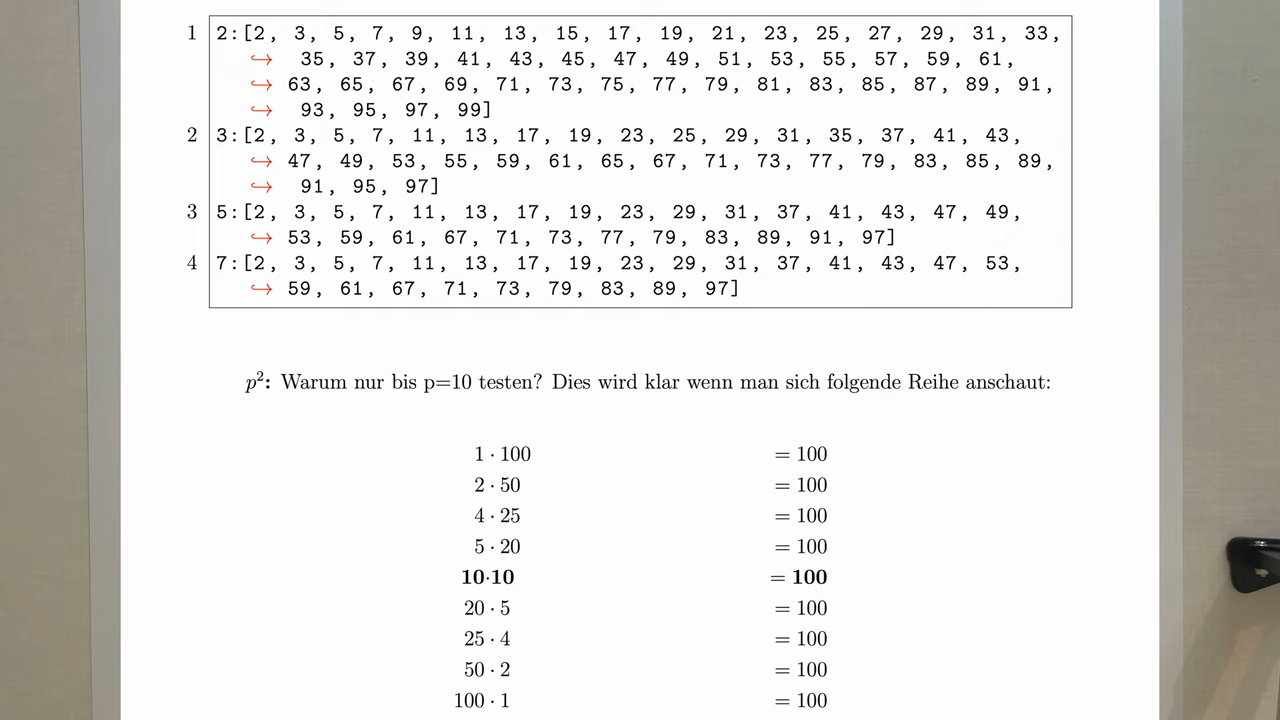 1 2:[2, 3, 5, 7, 9, 11, 13, 15, 17, 19, 21, 23, 25, 27, 29, 31, 33,
↪ 35, 37, 39, 41, 43, 45, 47, 49, 51, 53, 55, 57, 59, 61,
↪ 63, 65, 67, 69, 71, 73, 75, 77, 79, 81, 83, 85, 87, 89, 91,
↪ 93, 95, 97, 99]
2 3:[2, 3, 5, 7, 11, 13, 17, 19, 23, 25, 29, 31, 35, 37, 41, 43,
↪ 47, 49, 53, 55, 59, 61, 65, 67, 71, 73, 77, 79, 83, 85, 89,
↪ 91, 95, 97]
3 5:[2, 3, 5, 7, 11, 13, 17, 19, 23, 29, 31, 37, 41, 43, 47, 49,
↪ 53, 59, 61, 67, 71, 73, 77, 79, 83, 89, 91, 97]
4 7:[2, 3, 5, 7, 11, 13, 17, 19, 23, 29, 31, 37, 41, 43, 47, 53,
↪ 59, 61, 67, 71, 73, 79, 83, 89, 97]
p²: Warum nur bis p=10 testen? Dies wird klar wenn man sich folgende Reihe anschaut:
1 · 100 = 100
2 · 50 = 100
4 · 25 = 100
5 · 20 = 100
10·10 = 100
20 · 5 = 100
25 · 4 = 100
50 · 2 = 100
100 · 1 = 100